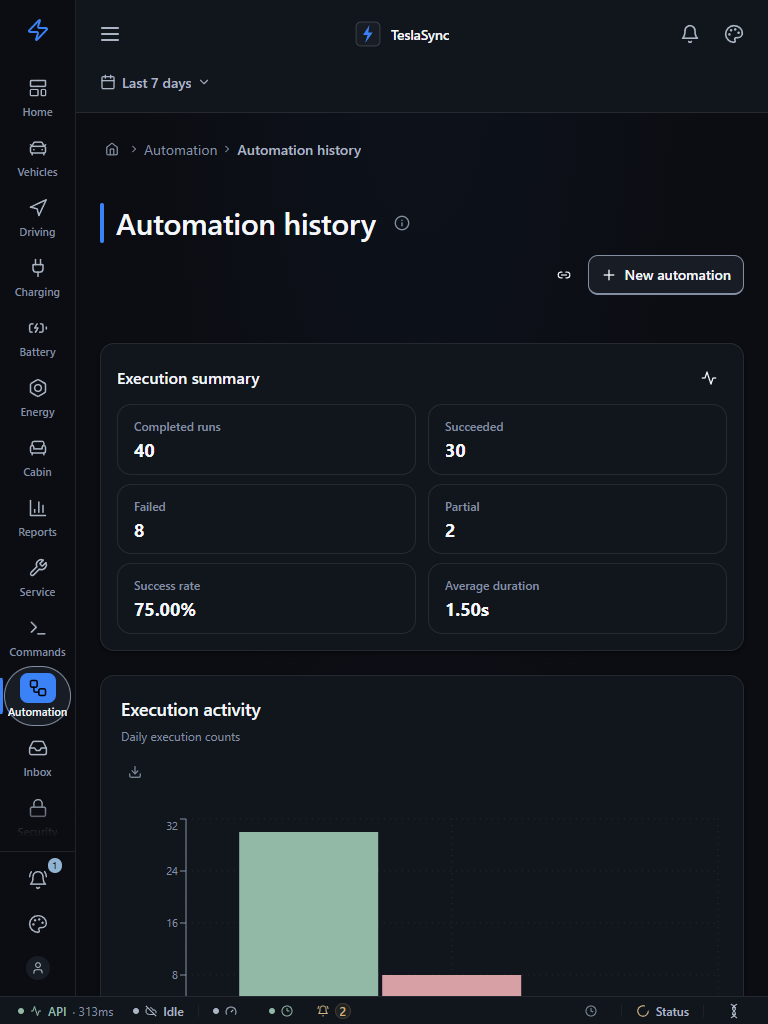 TeslaSync
Last 7 days
Home
Vehicles
Driving
Charging
Battery
Energy
Cabin
Reports
Service
Commands
Automation
Inbox
Security
1
Automation > Automation history
Automation history
New automation
Execution summary
Completed runs
40
Succeeded
30
Failed
8
Partial
2
Success rate
75.00%
Average duration
1.50s
Execution activity
Daily execution counts
32
24
16
8
API · 313ms
Idle
2
Status